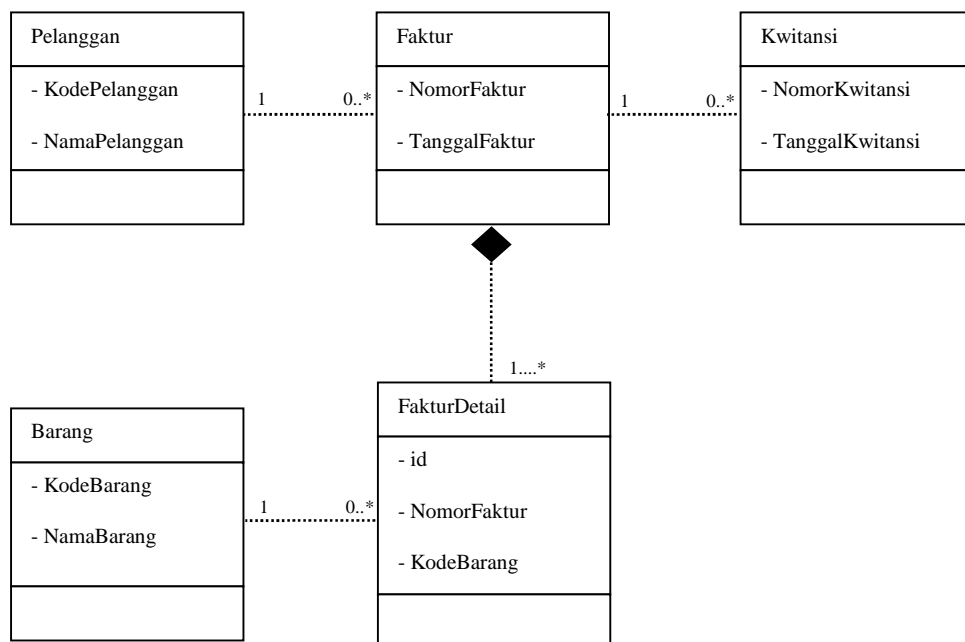 Pelanggan
- KodePelanggan
- NamaPelanggan
1
0..*
Faktur
- NomorFaktur
- TanggalFaktur
1
0..*
Kwitansi
- NomorKwitansi
- TanggalKwitansi
1....*
Barang
- KodeBarang
- NamaBarang
1
0..*
FakturDetail
- id
- NomorFaktur
- KodeBarang